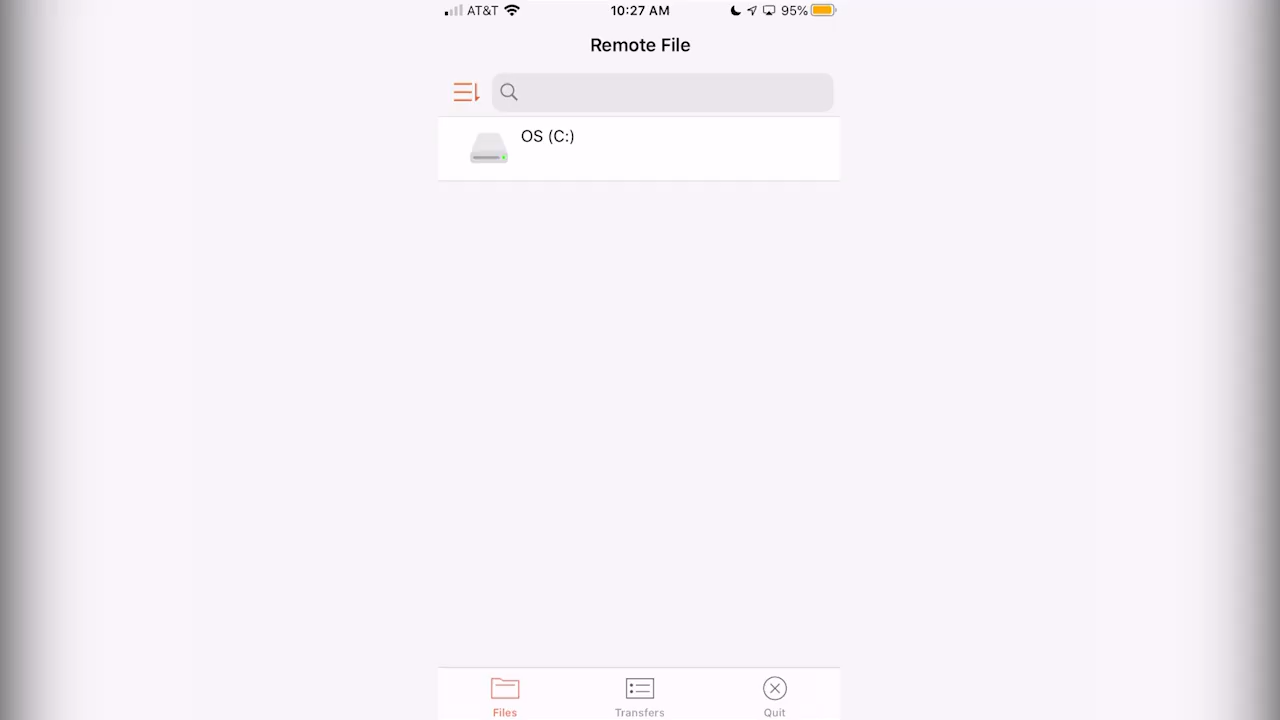 AT&T 10:27 AM 95%
Remote File
OS (C:)
Files Transfers Quit